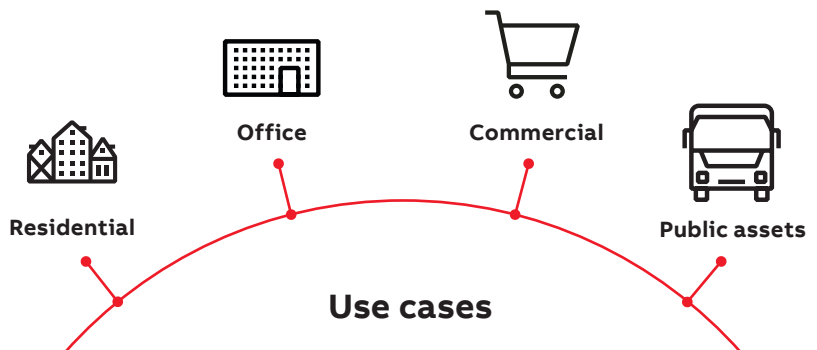 Office
Commercial
Residential
Public assets
Use cases